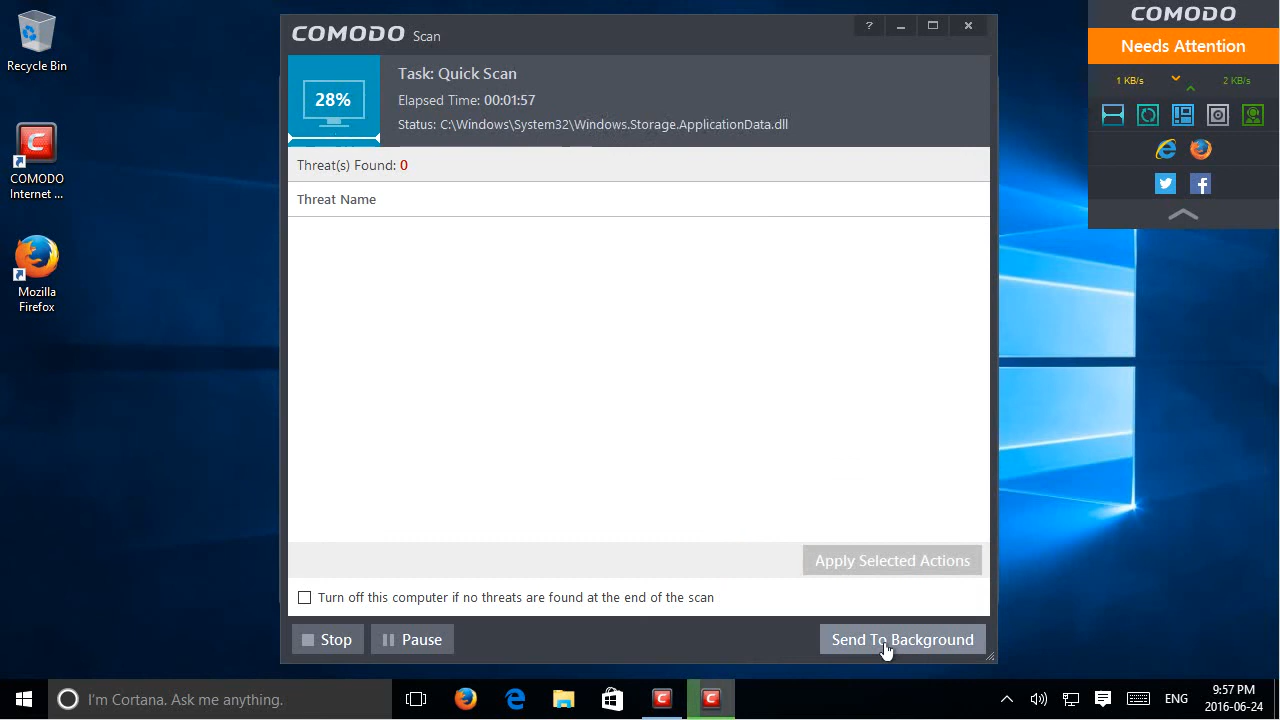 Recycle Bin
COMODO
Internet ...
Mozilla
Firefox
COMODO Scan
?
28%
Task: Quick Scan
Elapsed Time: 00:01:57
Status: C:\Windows\System32\Windows.Storage.ApplicationData.dll
Threat(s) Found: 0
Threat Name
Apply Selected Actions
Turn off this computer if no threats are found at the end of the scan
Stop
Pause
Send To Background
COMODO
Needs Attention
1 KB/s
2 KB/s
I'm Cortana. Ask me anything.
ENG
9:57 PM
2016-06-24